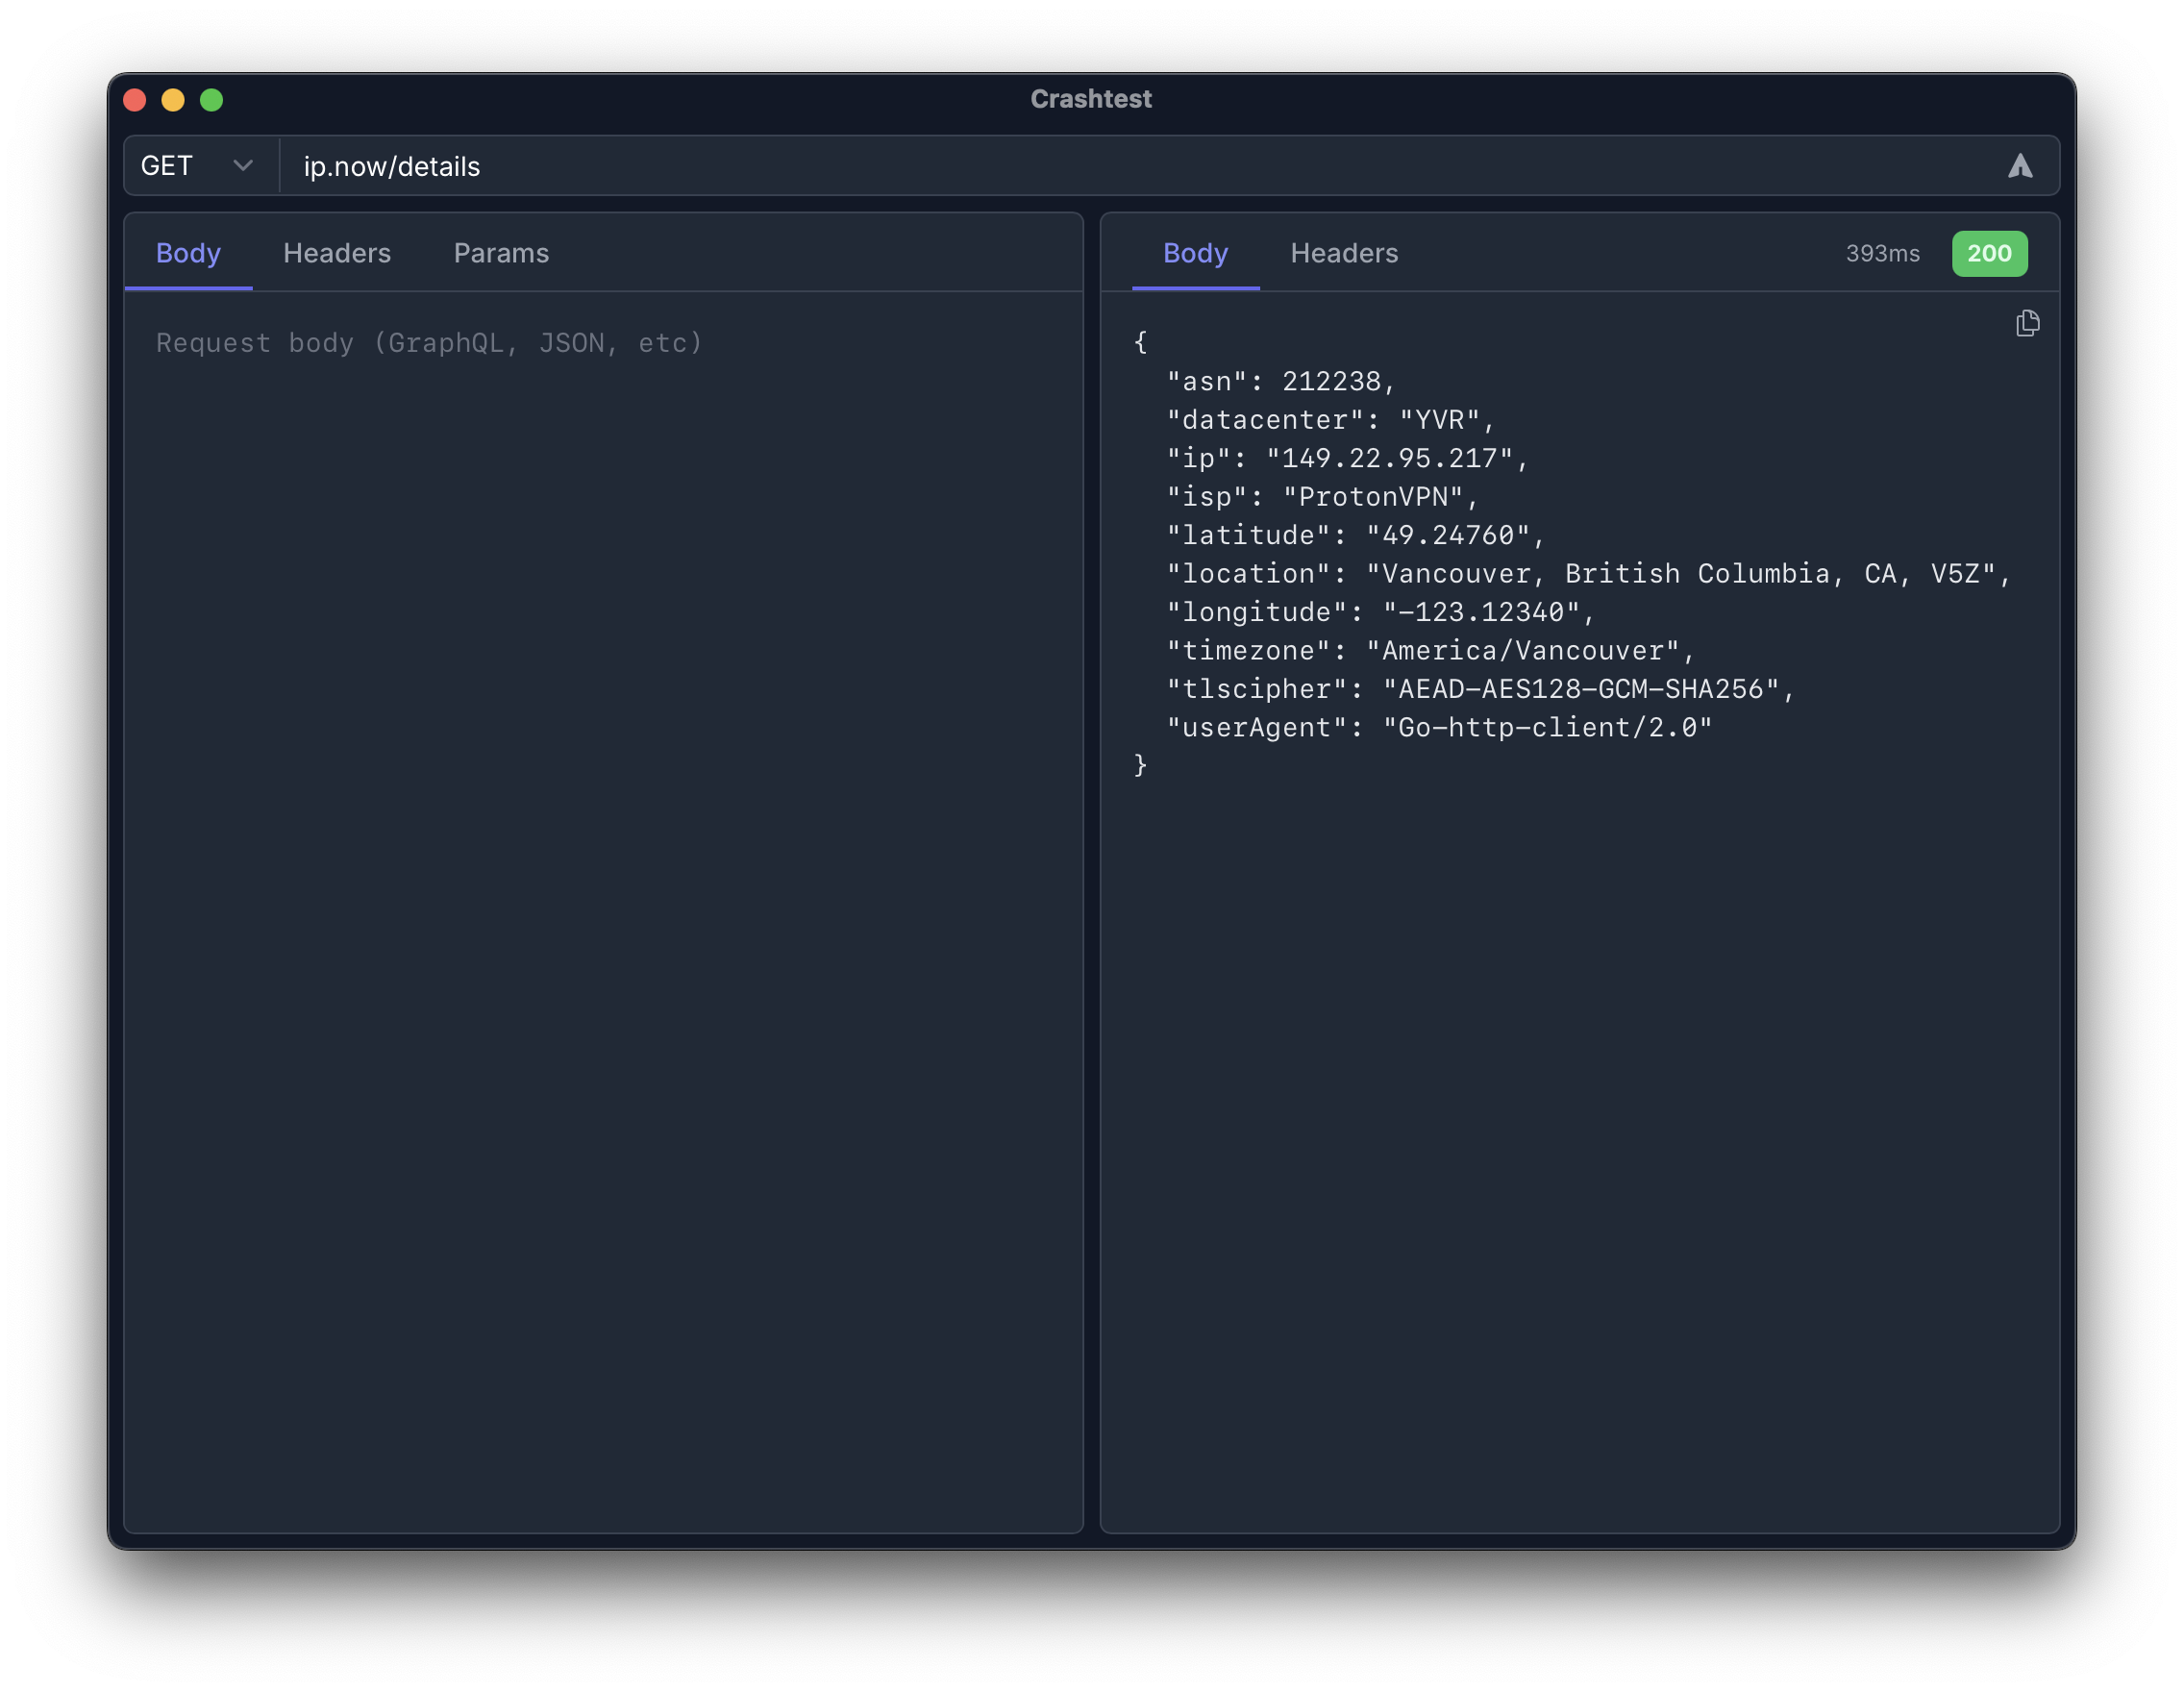 Crashtest
GET
ip.now/details
Body Headers Params
Request body (GraphQL, JSON, etc)
Body Headers 393ms 200
{
  "asn": 212238,
  "datacenter": "YVR",
  "ip": "149.22.95.217",
  "isp": "ProtonVPN",
  "latitude": "49.24760",
  "location": "Vancouver, British Columbia, CA, V5Z",
  "longitude": "-123.12340",
  "timezone": "America/Vancouver",
  "tlscipher": "AEAD-AES128-GCM-SHA256",
  "userAgent": "Go-http-client/2.0"
}